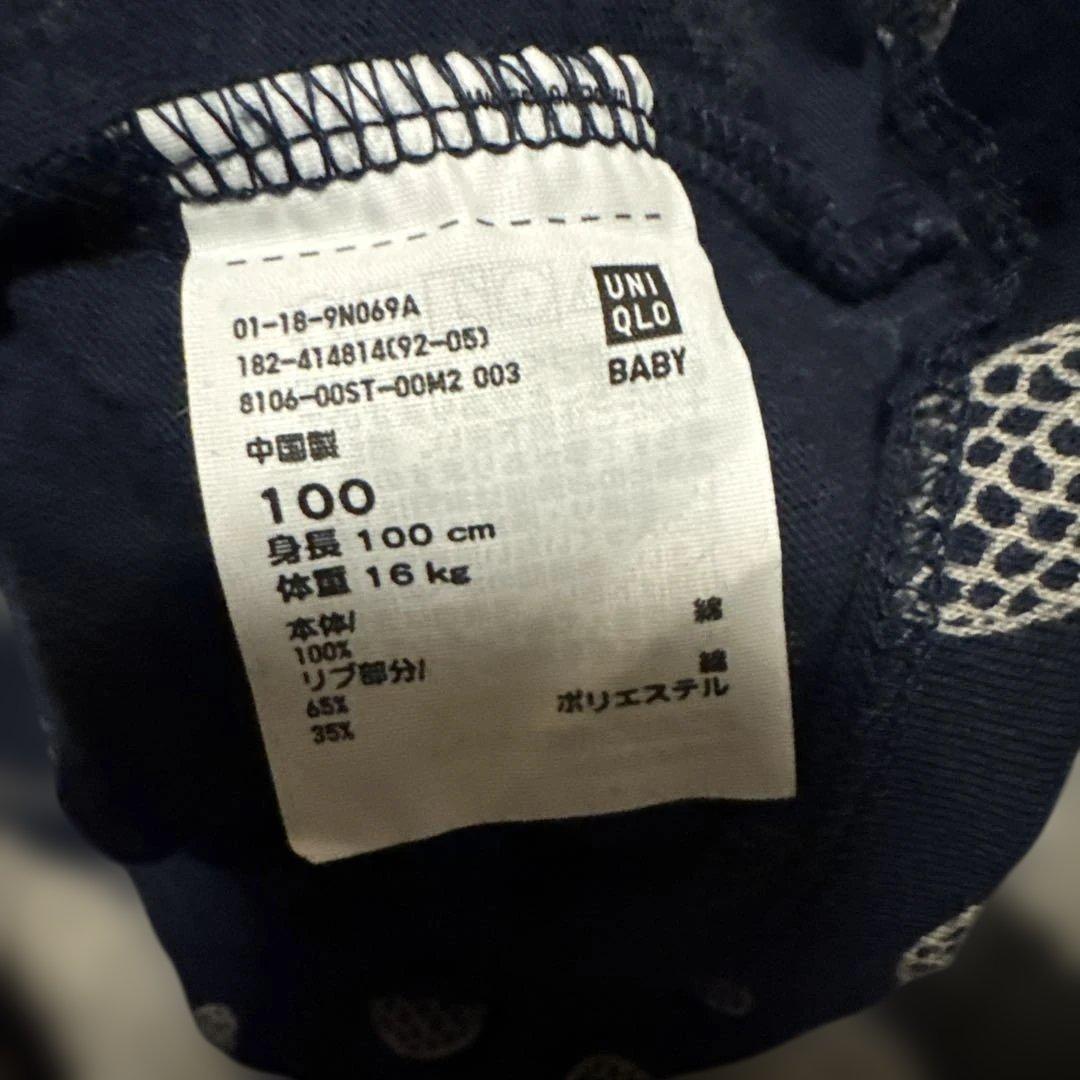 UNI
QLO
BABY
01-18-9N069A
182-414814(92-05)
8106-00ST-00M2 003
中国製
100
身長 100 cm
体重 16 kg
本体/ 綿
100%
リブ部分/ 綿
65% ポリエステル
35%